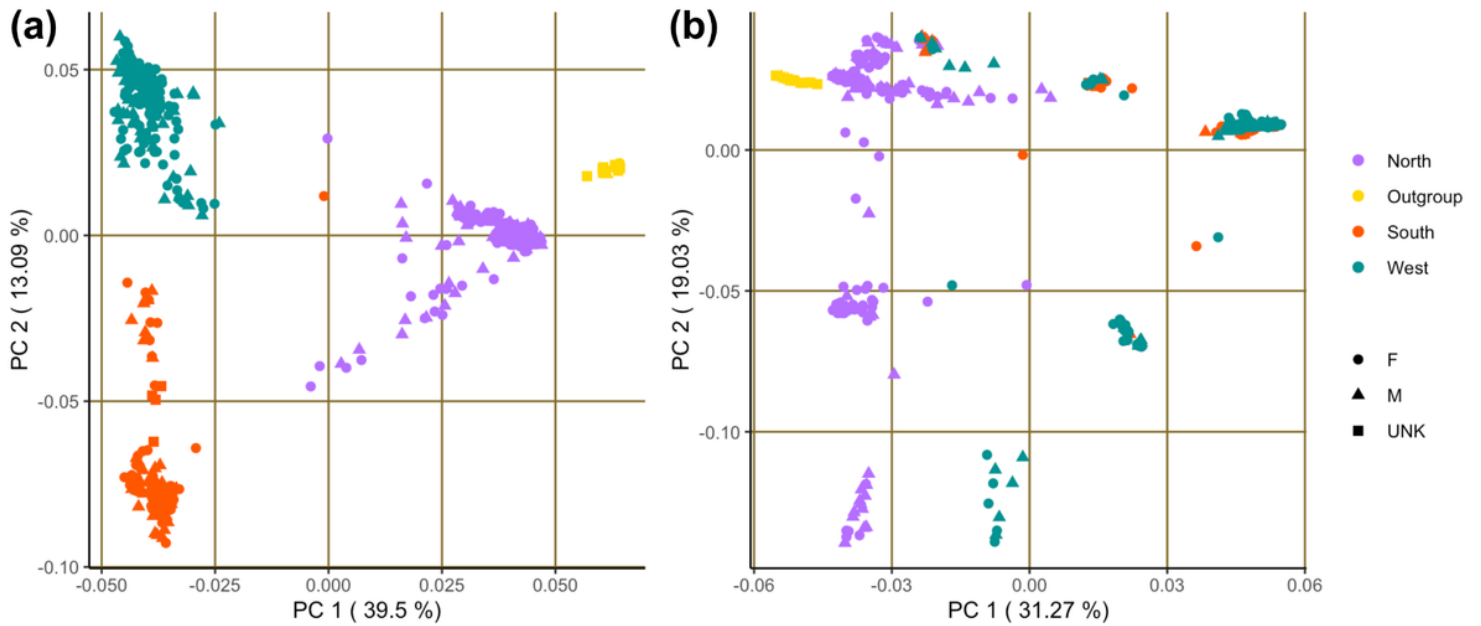 (a)
0.05
0.00
-0.05
-0.10
PC 2 ( 13.09 %)
-0.050
-0.025
0.000
0.025
0.050
PC 1 ( 39.5 %)
(b)
0.00
-0.05
-0.10
PC 2 ( 19.03 %)
-0.06
-0.03
0.00
0.03
0.06
PC 1 ( 31.27 %)
North
Outgroup
South
West
F
M
UNK